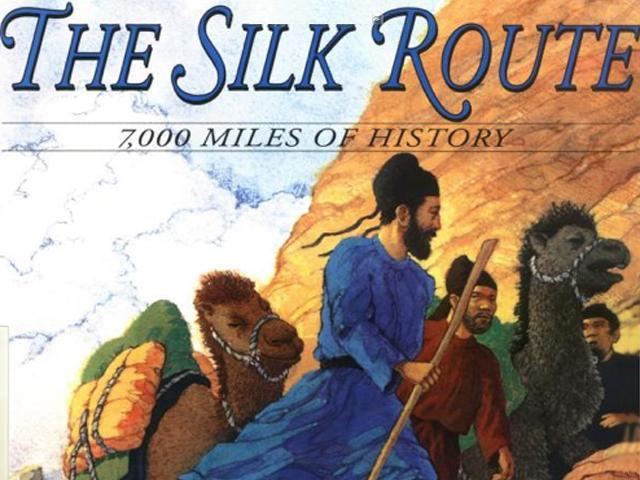 THE SILK ROUTE
7,000 MILES OF HISTORY